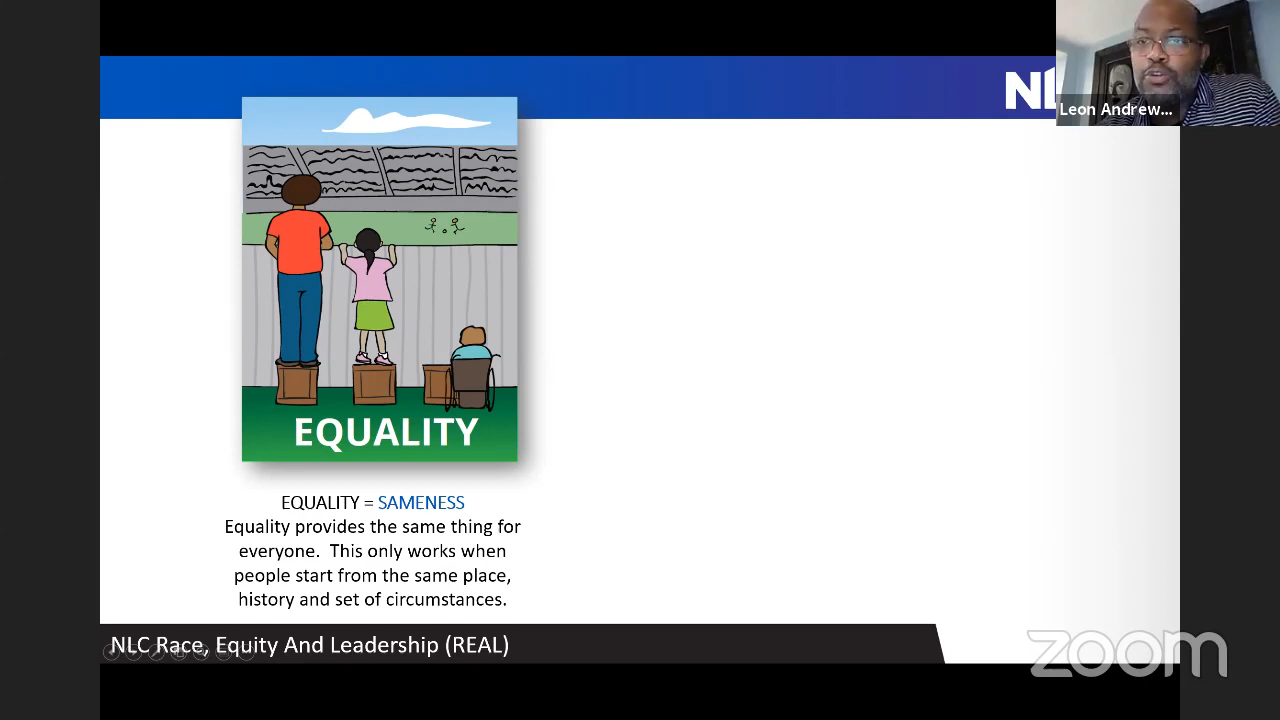 NL
Leon Andrew...
EQUALITY
EQUALITY = SAMENESS
Equality provides the same thing for
everyone. This only works when
people start from the same place,
history and set of circumstances.
NLC Race, Equity And Leadership (REAL)
zoom